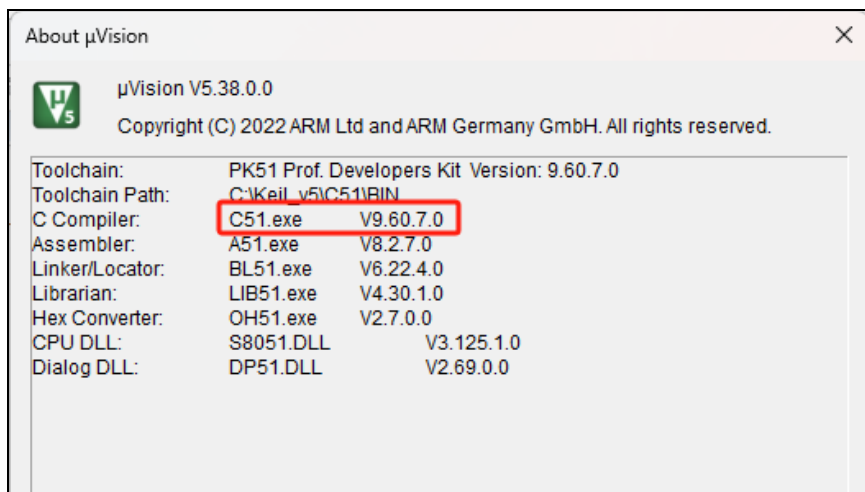 About µVision
µVision V5.38.0.0
Copyright (C) 2022 ARM Ltd and ARM Germany GmbH. All rights reserved.
Toolchain: PK51 Prof. Developers Kit Version: 9.60.7.0
Toolchain Path: C:\Keil_v5\C51\BIN
C Compiler: C51.exe V9.60.7.0
Assembler: A51.exe V8.2.7.0
Linker/Locator: BL51.exe V6.22.4.0
Librarian: LIB51.exe V4.30.1.0
Hex Converter: OH51.exe V2.7.0.0
CPU DLL: S8051.DLL V3.125.1.0
Dialog DLL: DP51.DLL V2.69.0.0